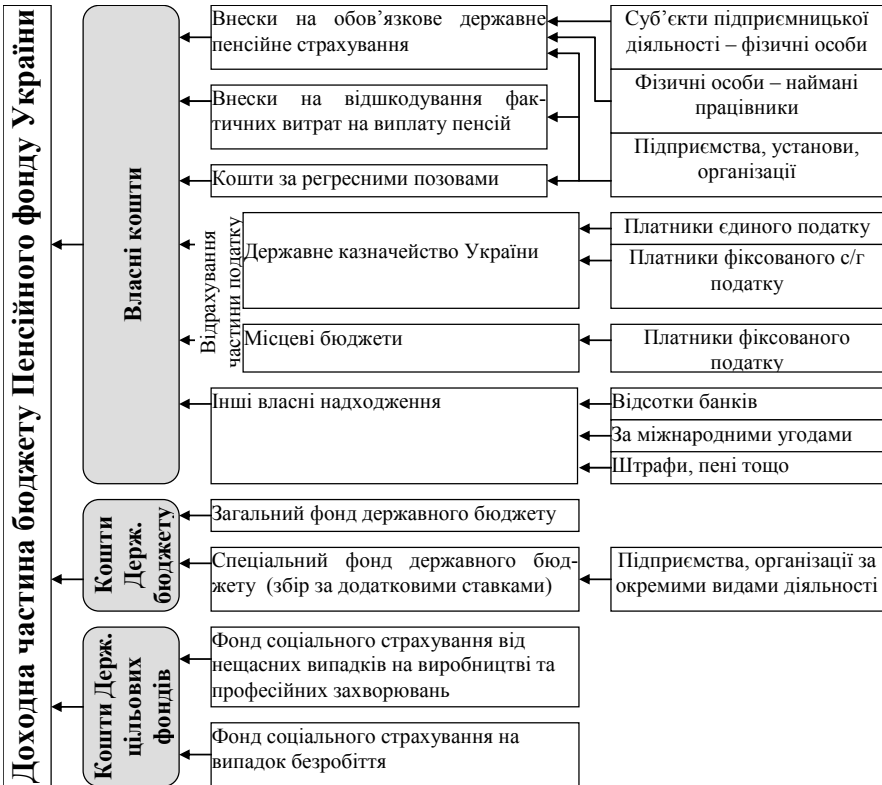 Доходна частина бюджету Пенсійного фонду України
Власні кошти
Внески на обов’язкове державне
пенсійне страхування
Суб’єкти підприємницької
діяльності – фізичні особи
Фізичні особи – наймані
працівники
Внески на відшкодування фак-
тичних витрат на виплату пенсій
Підприємства, установи,
організації
Кошти за регресними позовами
Відрахування
частини податку
Державне казначейство України
Платники єдиного податку
Платники фіксованого с/г
податку
Місцеві бюджети
Платники фіксованого
податку
Інші власні надходження
Відсотки банків
За міжнародними угодами
Штрафи, пені тощо
Кошти
Держ.
бюджету
Загальний фонд державного бюджету
Спеціальний фонд державного бюд-
жету (збір за додатковими ставками)
Підприємства, організації за
окремими видами діяльності
Кошти Держ.
цільових
фондів
Фонд соціального страхування від
нещасних випадків на виробництві та
професійних захворювань
Фонд соціального страхування на
випадок безробіття